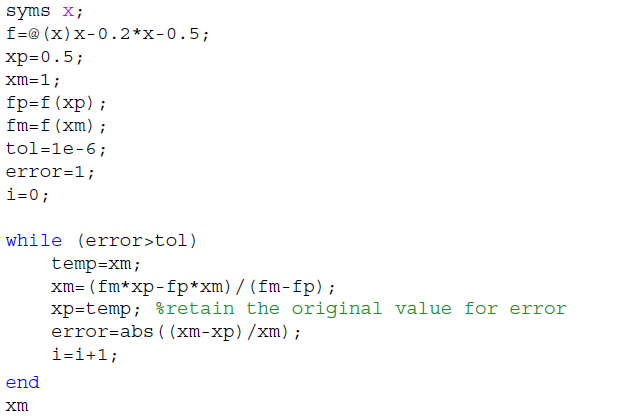 syms x;
f=@(x)x-0.2*x-0.5;
xp=0.5;
xm=1;
fp=f(xp);
fm=f(xm);
tol=1e-6;
error=1;
i=0;
while (error>tol)
temp=xm;
xm=(fm*xp-fp*xm)/(fm-fp);
xp=temp; %retain the original value for error
error=abs((xm-xp)/xm);
i=i+1;
end
xm